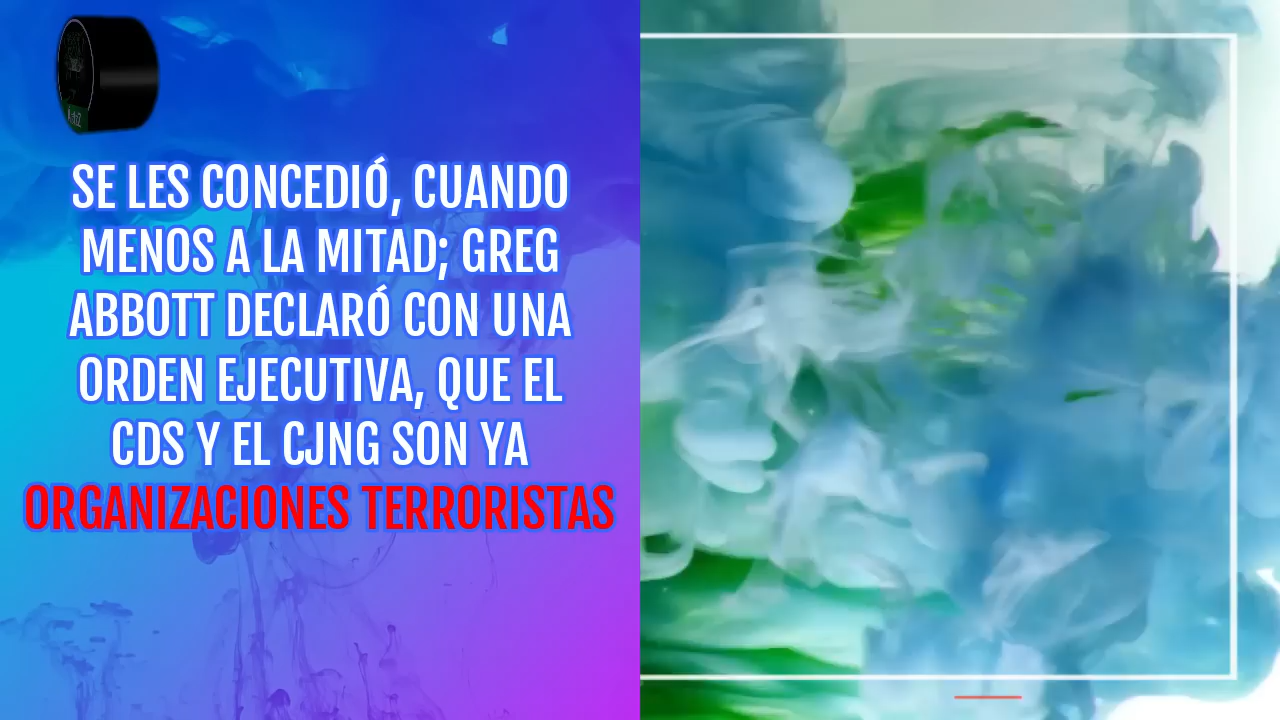 SE LES CONCEDIÓ, CUANDO
MENOS A LA MITAD; GREG
ABBOTT DECLARÓ CON UNA
ORDEN EJECUTIVA, QUE EL
CDS Y EL CJNG SON YA
ORGANIZACIONES TERRORISTAS